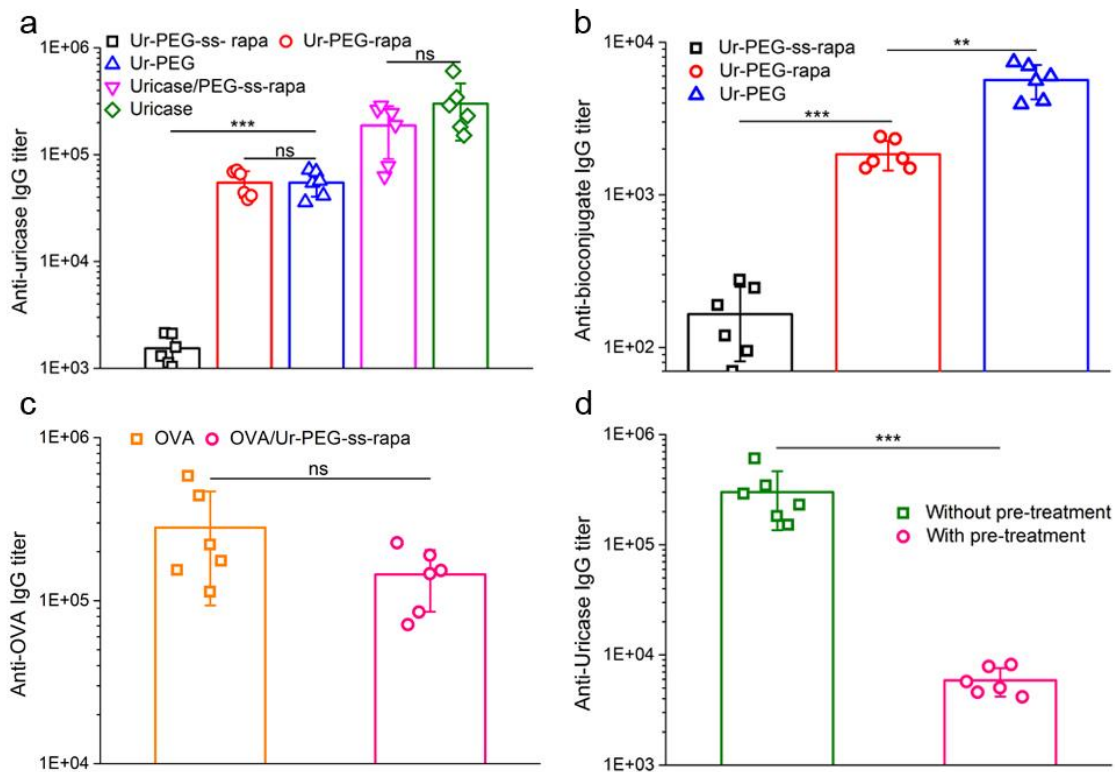 a
1E+06
1E+05
1E+04
1E+03
Anti-uricase IgG titer
Ur-PEG-ss- rapa
Ur-PEG-rapa
Ur-PEG
Uricase/PEG-ss-rapa
Uricase
***
ns
ns
b
1E+04
1E+03
1E+02
Anti-bioconjugate IgG titer
Ur-PEG-ss-rapa
Ur-PEG-rapa
Ur-PEG
***
**
c
1E+06
1E+05
1E+04
Anti-OVA IgG titer
OVA
OVA/Ur-PEG-ss-rapa
ns
d
1E+06
1E+05
1E+04
1E+03
Anti-Uricase IgG titer
***
Without pre-treatment
With pre-treatment